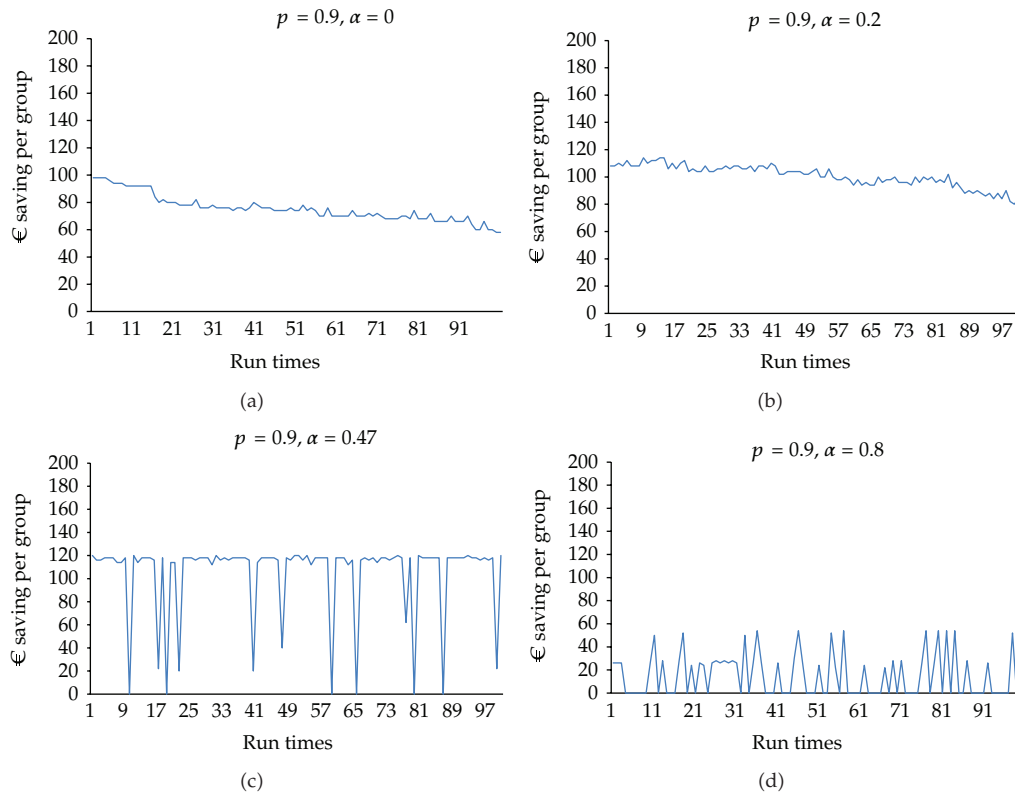 p = 0.9, α = 0
€ saving per group
200
180
160
140
120
100
80
60
40
20
0
1 11 21 31 41 51 61 71 81 91
Run times
(a)
p = 0.9, α = 0.2
€ saving per group
200
180
160
140
120
100
80
60
40
20
0
1 9 17 25 33 41 49 57 65 73 81 89 97
Run times
(b)
p = 0.9, α = 0.47
€ saving per group
200
180
160
140
120
100
80
60
40
20
0
1 9 17 25 41 49 57 65 73 81 89 97
Run times
(c)
p = 0.9, α = 0.8
€ saving per group
200
180
160
140
120
100
80
60
40
20
0
1 11 21 31 41 51 61 71 81 91
Run times
(d)